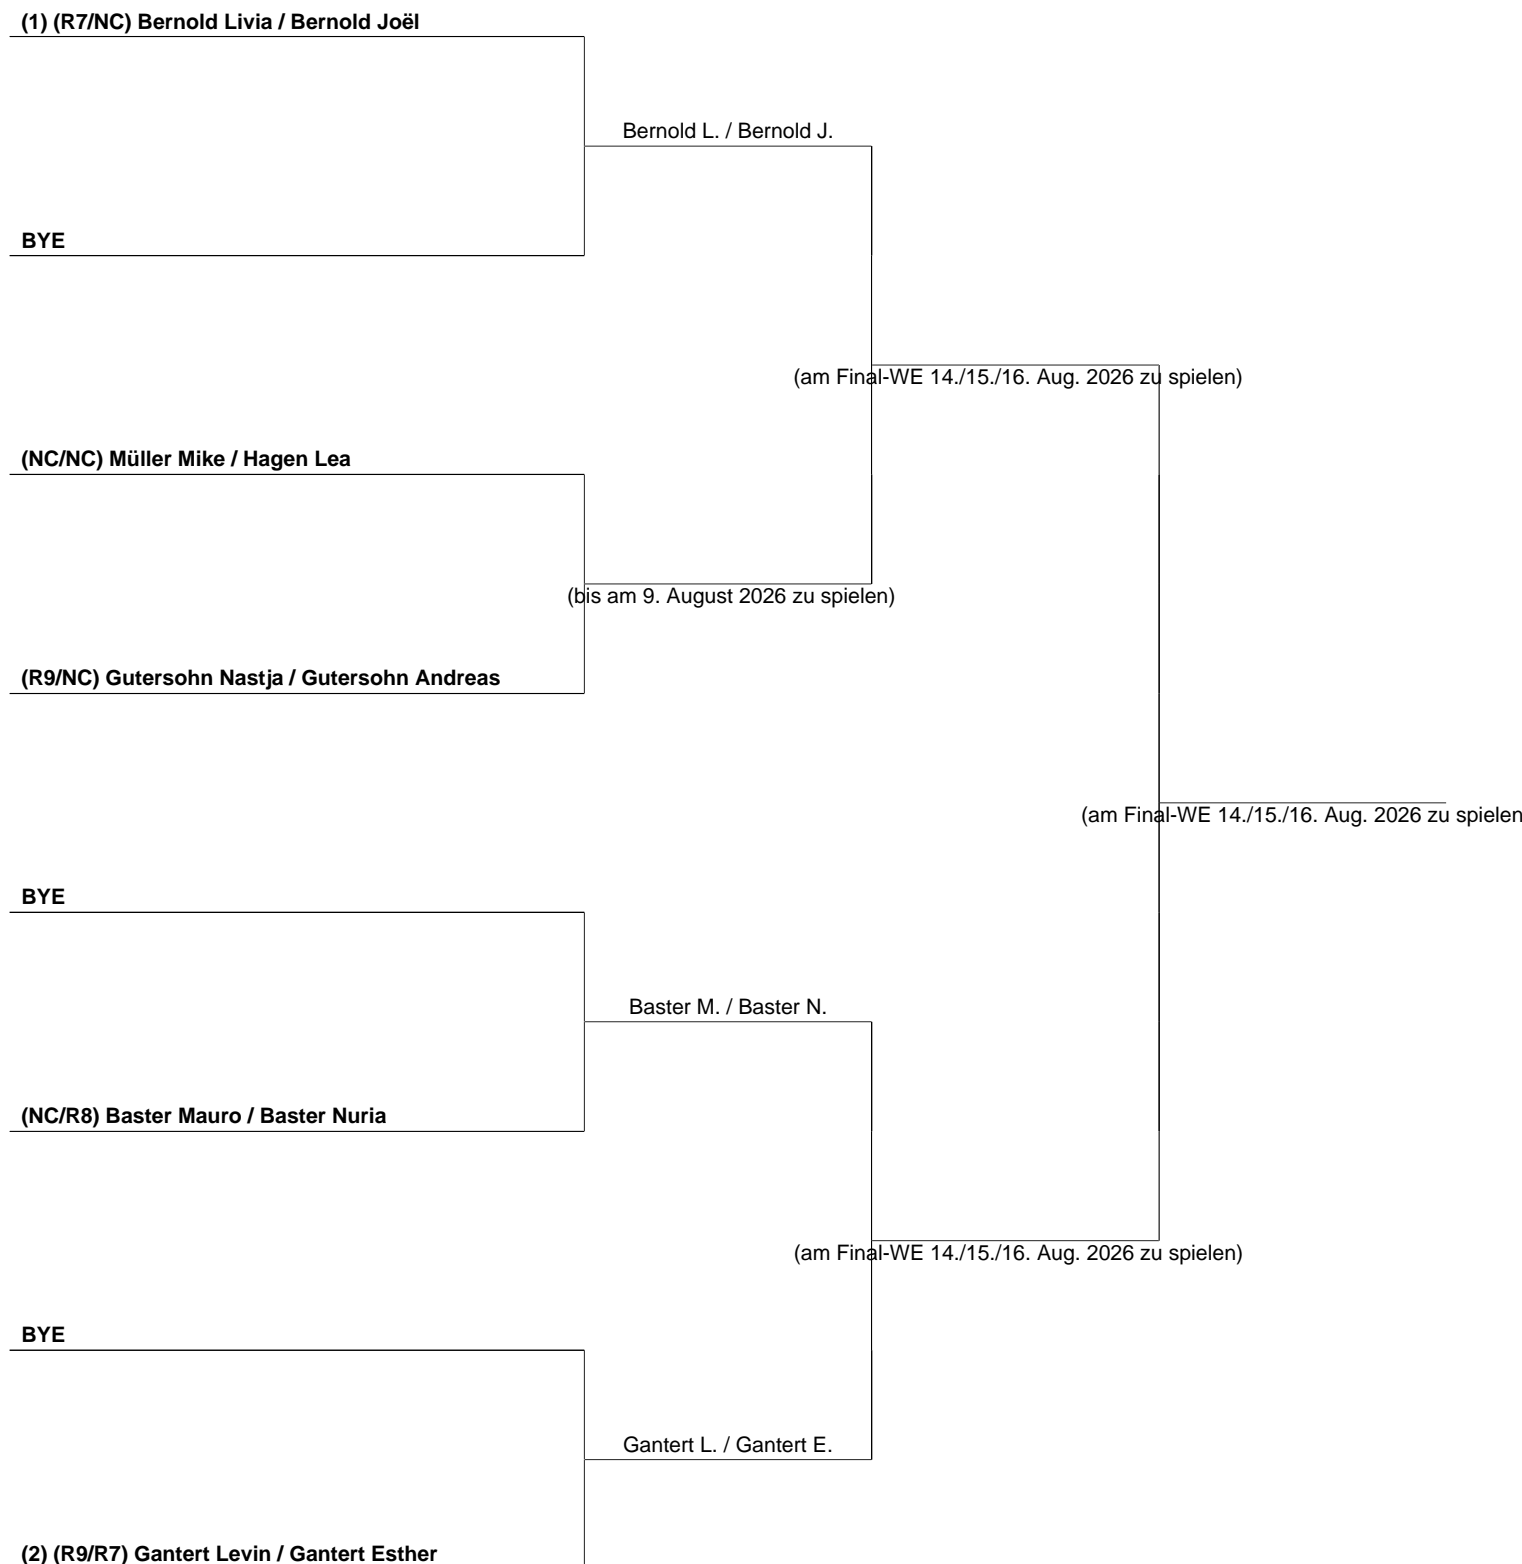 (1) (R7/NC) Bernold Livia / Bernold Joël
Bernold L. / Bernold J.
BYE
(am Final-WE 14./15./16. Aug. 2026 zu spielen)
(NC/NC) Müller Mike / Hagen Lea
(bis am 9. August 2026 zu spielen)
(R9/NC) Gutersohn Nastja / Gutersohn Andreas
(am Final-WE 14./15./16. Aug. 2026 zu spielen
BYE
Baster M. / Baster N.
(NC/R8) Baster Mauro / Baster Nuria
(am Final-WE 14./15./16. Aug. 2026 zu spielen)
BYE
Gantert L. / Gantert E.
(2) (R9/R7) Gantert Levin / Gantert Esther